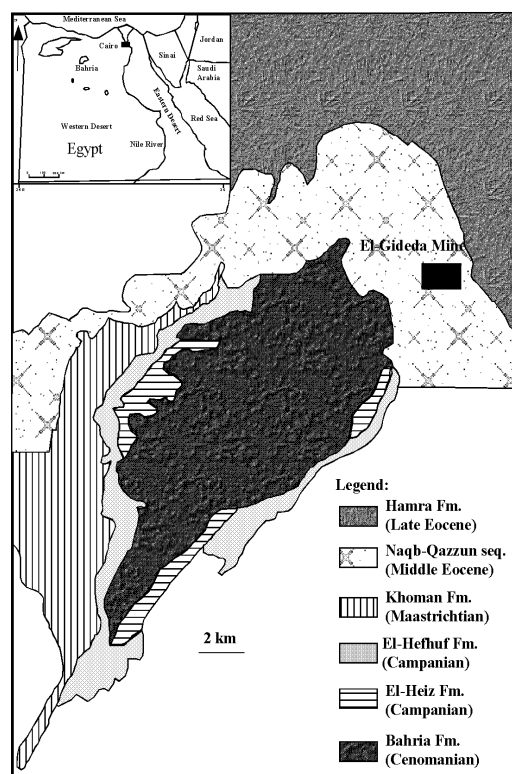 Mediterranean Sea
Cairo
Jordan
Sinai
Bahria
Saudi
Arabia
Eastern Desert
Red Sea
Western Desert
Egypt
Nile River
El-Gideda Mine
Legend:
Hamra Fm.
(Late Eocene)
Naqb-Qazzun seq.
(Middle Eocene)
Khoman Fm.
(Maastrichtian)
El-Hefhuf Fm.
(Campanian)
2 km
El-Heiz Fm.
(Campanian)
Bahria Fm.
(Cenomanian)